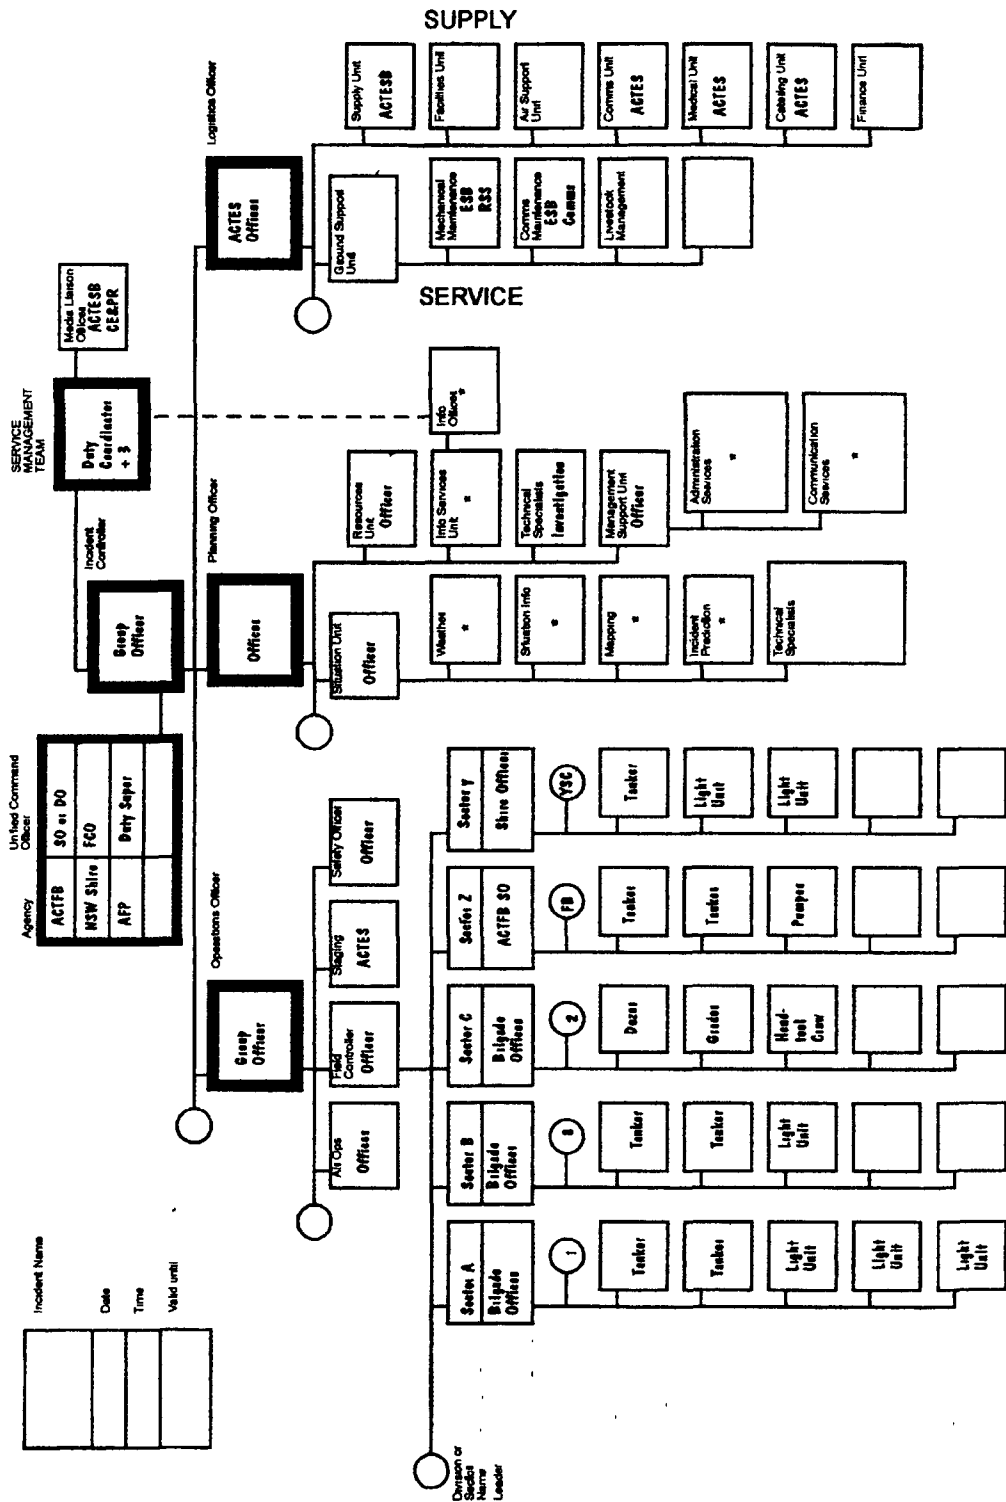 Incident Name
Date
Time
Valid until
Agency
Unified Command
Officer
ACTFB
SO or DO
NSW Shire
FCO
AFP
Duty Super
Incident
Controller
Group
Officer
SERVICE
MANAGEMENT
TEAM
Duty
Coordinator
+ 3
Media Liaison
Officer
ACTESB
CE&PR
Operations Officer
Group
Officer
Planning Officer
Officer
Logistics Officer
ACTES
Officer
Air Ops
Officer
Field
Controller
Officer
Staging
ACTES
Safety Officer
Officer
Situation Unit
Officer
Weather
*
Situation Info
*
Mapping
*
Incident
Prediction
*
Technical
Specialists
Resources
Unit
Officer
Info Services
Unit
*
Info
Officer
*
Technical
Specialists
Investigation
Management
Support Unit
Officer
Administration
Services
*
Communication
Services
*
SERVICE
Ground Support
Unit
Mechanical
Maintenance
ESB
RSS
Comms
Maintenance
ESB
Comms
Livestock
Management
SUPPLY
Supply Unit
ACTESB
Facilities Unit
Air Support
Unit
Comms Unit
ACTES
Medical Unit
ACTES
Catering Unit
ACTES
Finance Unit
Division or
Sector
Name
Leader
Sector A
Brigade
Officer
1
Tanker
Tanker
Light
Unit
Light
Unit
Light
Unit
Sector B
Brigade
Officer
Tanker
Tanker
Light
Unit
Sector C
Brigade
Officer
2
Dozer
Grader
Hand-
tool
Crew
Sector Z
ACTFB SO
FB
Tanker
Tanker
Pumper
Sector Y
Shire Officer
YSC
Tanker
Light
Unit
Light
Unit